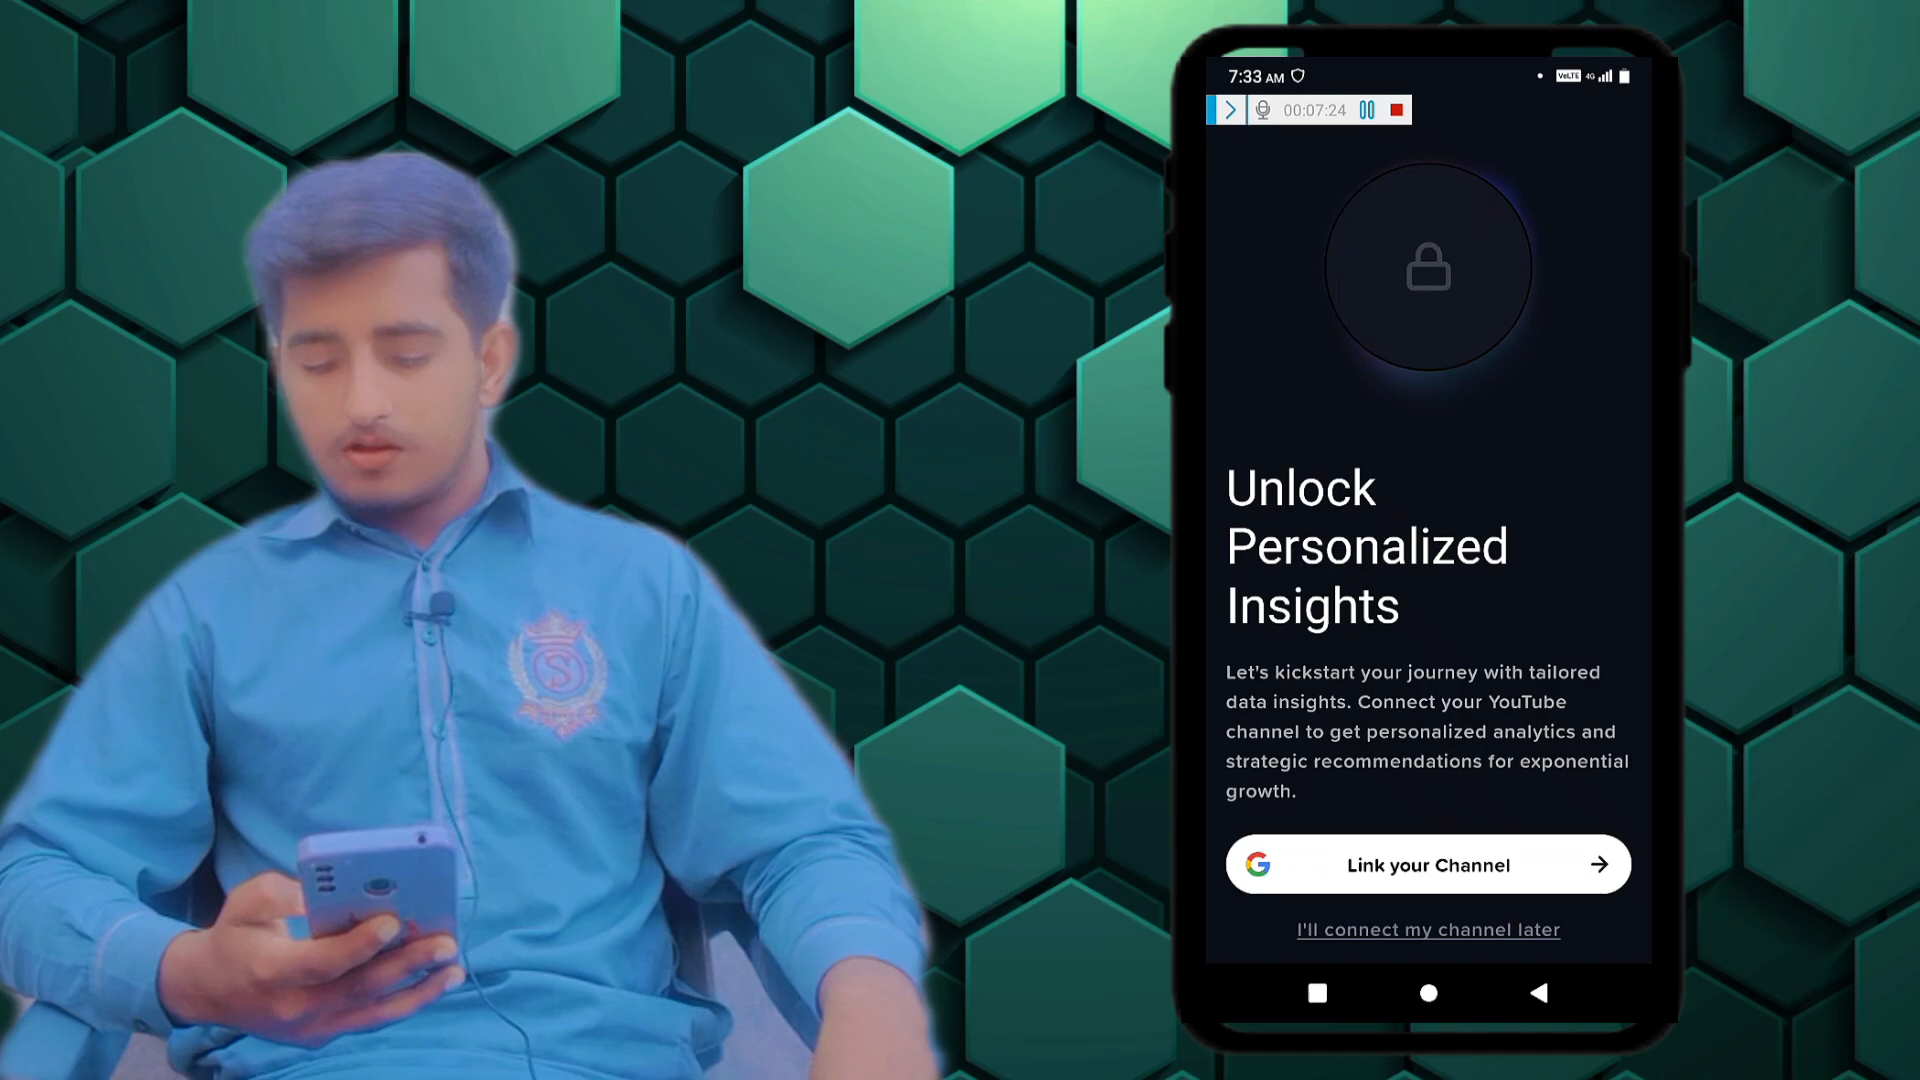 7:33 AM
VoLTE 4G
00:07:24
Unlock
Personalized
Insights
Let's kickstart your journey with tailored
data insights. Connect your YouTube
channel to get personalized analytics and
strategic recommendations for exponential
growth.
G Link your Channel
I'll connect my channel later
S